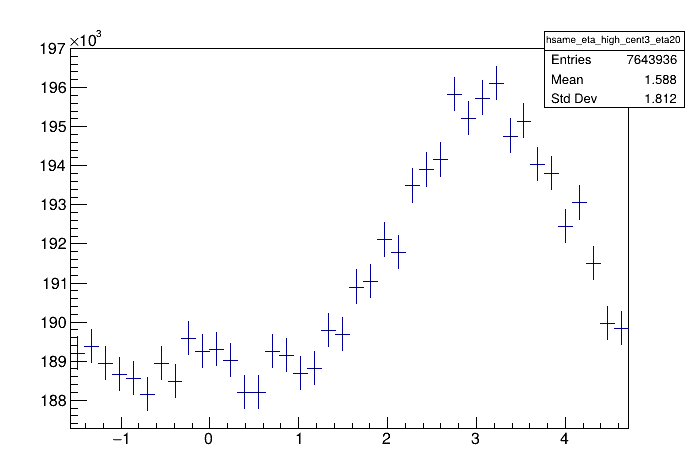 ×10³
hsame_eta_high_cent3_eta20
Entries 7643936
Mean 1.588
Std Dev 1.812
197
196
195
194
193
192
191
190
189
188
−1 0 1 2 3 4